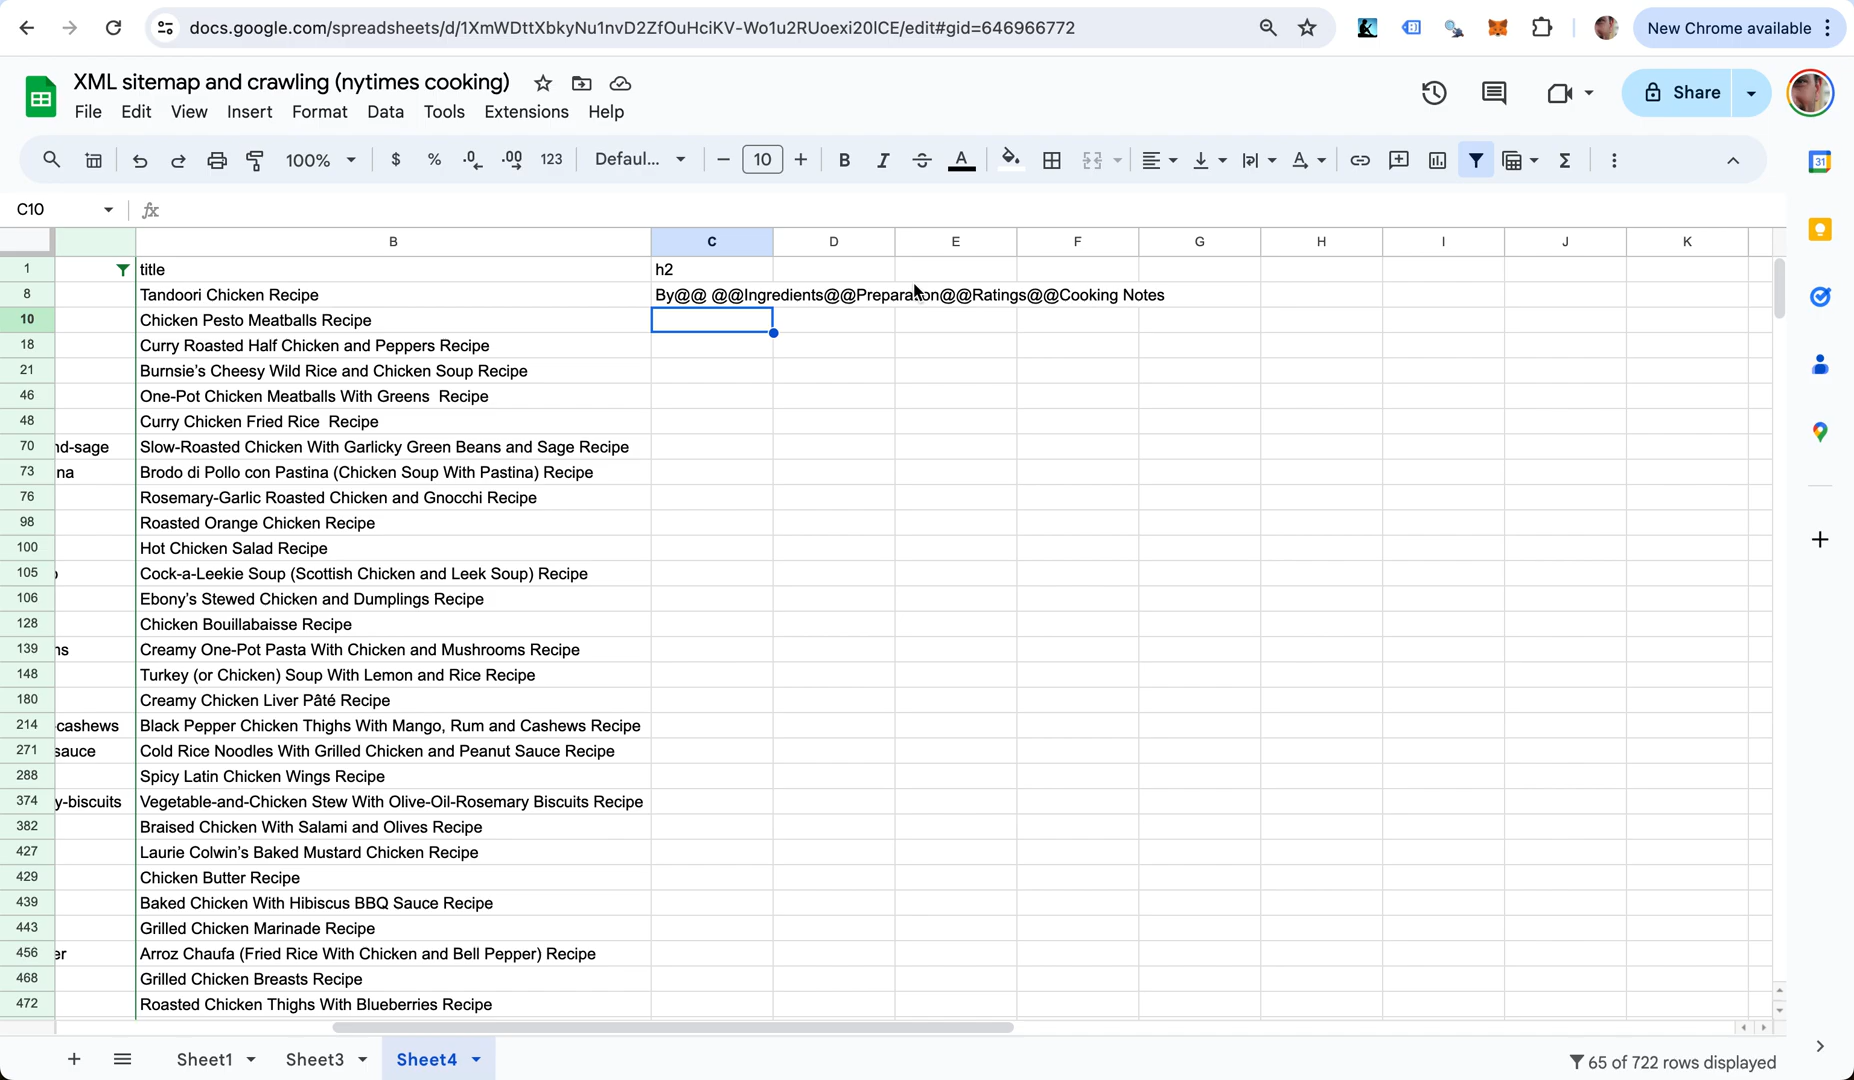 docs.google.com/spreadsheets/d/1XmWDttXbkyNu1nvD2ZfOuHciKV-Wo1u2RUoexi20lCE/edit#gid=646966772
New Chrome available
XML sitemap and crawling (nytimes cooking)
File Edit View Insert Format Data Tools Extensions Help
Share
100% $ % .0 .00 123 Defaul... 10 B I S A
31
C10 fx
B C D E F G H I J K
1 title h2
8 Tandoori Chicken Recipe By@@ @@Ingredients@@Preparation@@Ratings@@Cooking Notes
10 Chicken Pesto Meatballs Recipe
18 Curry Roasted Half Chicken and Peppers Recipe
21 Burnsie's Cheesy Wild Rice and Chicken Soup Recipe
46 One-Pot Chicken Meatballs With Greens  Recipe
48 Curry Chicken Fried Rice  Recipe
70 nd-sage Slow-Roasted Chicken With Garlicky Green Beans and Sage Recipe
73 na Brodo di Pollo con Pastina (Chicken Soup With Pastina) Recipe
76 Rosemary-Garlic Roasted Chicken and Gnocchi Recipe
98 Roasted Orange Chicken Recipe
100 Hot Chicken Salad Recipe
105 Cock-a-Leekie Soup (Scottish Chicken and Leek Soup) Recipe
106 Ebony's Stewed Chicken and Dumplings Recipe
128 Chicken Bouillabaisse Recipe
139 ns Creamy One-Pot Pasta With Chicken and Mushrooms Recipe
148 Turkey (or Chicken) Soup With Lemon and Rice Recipe
180 Creamy Chicken Liver Pâté Recipe
214 cashews Black Pepper Chicken Thighs With Mango, Rum and Cashews Recipe
271 sauce Cold Rice Noodles With Grilled Chicken and Peanut Sauce Recipe
288 Spicy Latin Chicken Wings Recipe
374 y-biscuits Vegetable-and-Chicken Stew With Olive-Oil-Rosemary Biscuits Recipe
382 Braised Chicken With Salami and Olives Recipe
427 Laurie Colwin's Baked Mustard Chicken Recipe
429 Chicken Butter Recipe
439 Baked Chicken With Hibiscus BBQ Sauce Recipe
443 Grilled Chicken Marinade Recipe
456 er Arroz Chaufa (Fried Rice With Chicken and Bell Pepper) Recipe
468 Grilled Chicken Breasts Recipe
472 Roasted Chicken Thighs With Blueberries Recipe
Sheet1 Sheet3 Sheet4 65 of 722 rows displayed